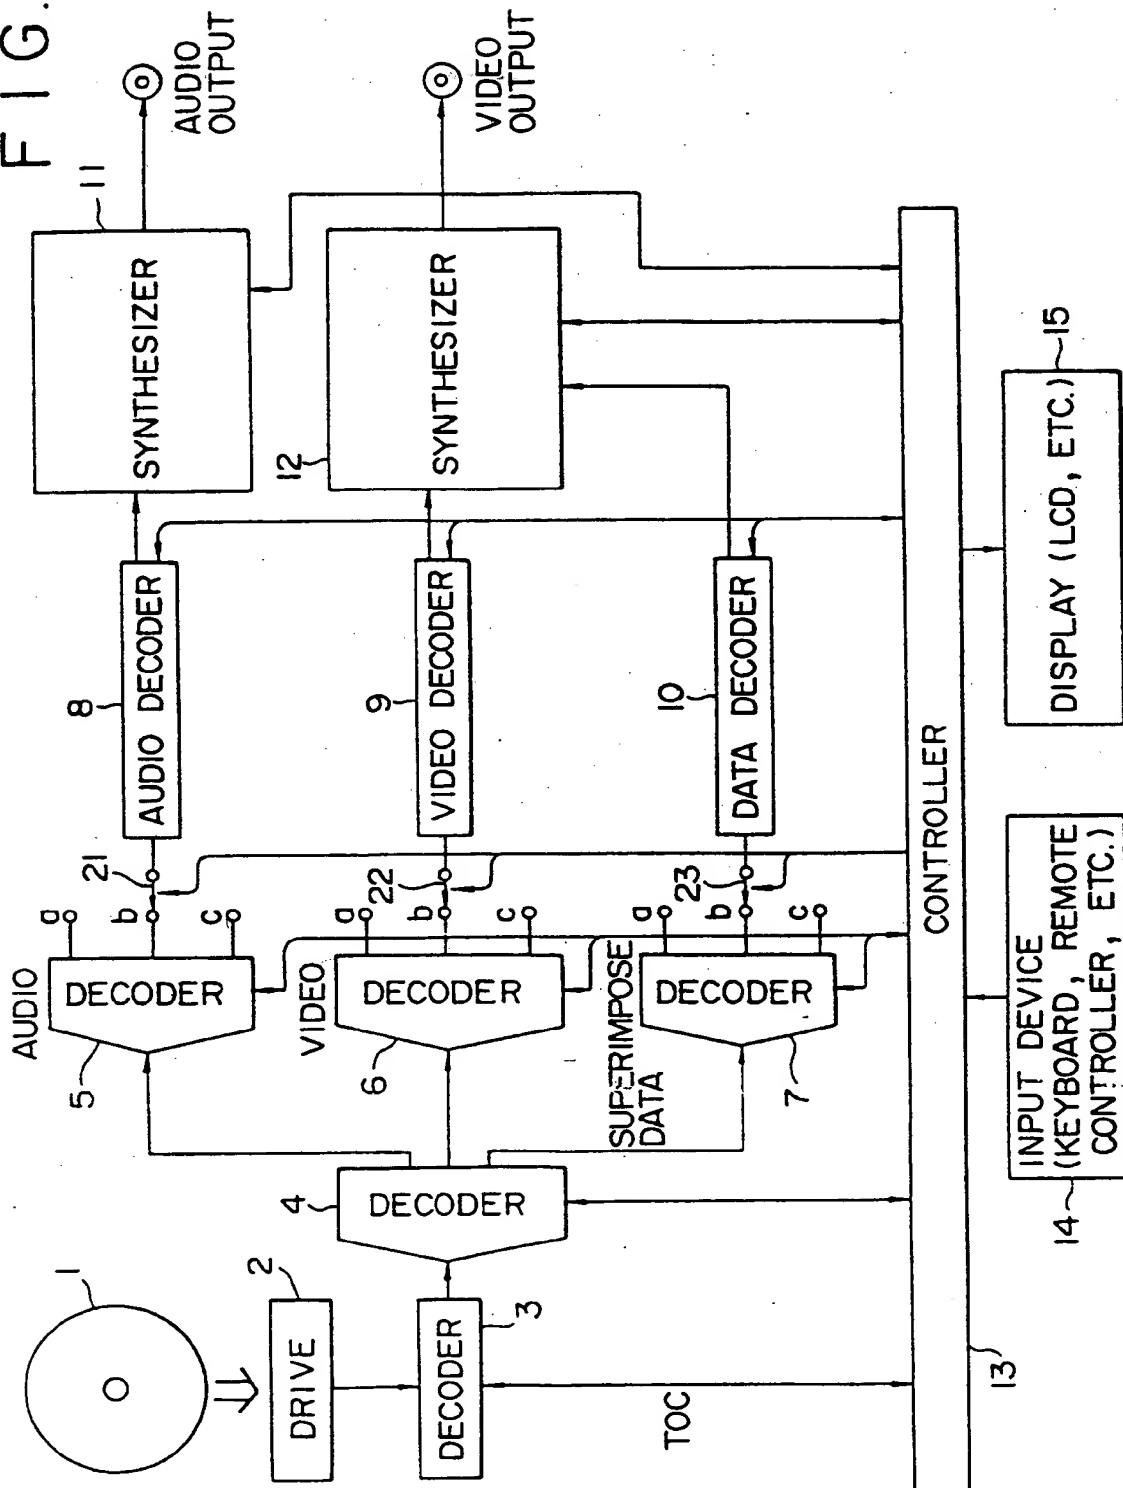 FIG.
1
2
DRIVE
DECODER
3
TOC
4
DECODER
AUDIO
5
DECODER
a
b
c
21
8
AUDIO DECODER
11
SYNTHESIZER
AUDIO
OUTPUT
VIDEO
6
DECODER
a
b
c
22
9
VIDEO DECODER
12
SYNTHESIZER
VIDEO
OUTPUT
SUPERIMPOSE
DATA
7
DECODER
a
b
c
23
10
DATA DECODER
CONTROLLER
13
14
INPUT DEVICE
(KEYBOARD, REMOTE
CONTROLLER, ETC.)
DISPLAY (LCD, ETC.)
15